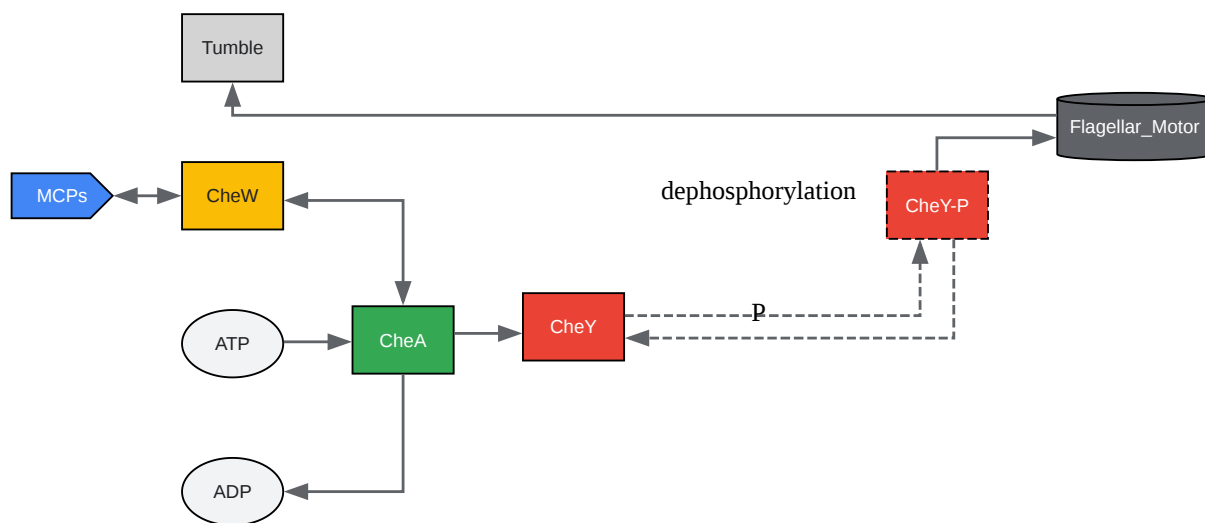 Tumble
Flagellar_Motor
MCPs
CheW
dephosphorylation
CheY-P
P
CheY
ATP
CheA
ADP